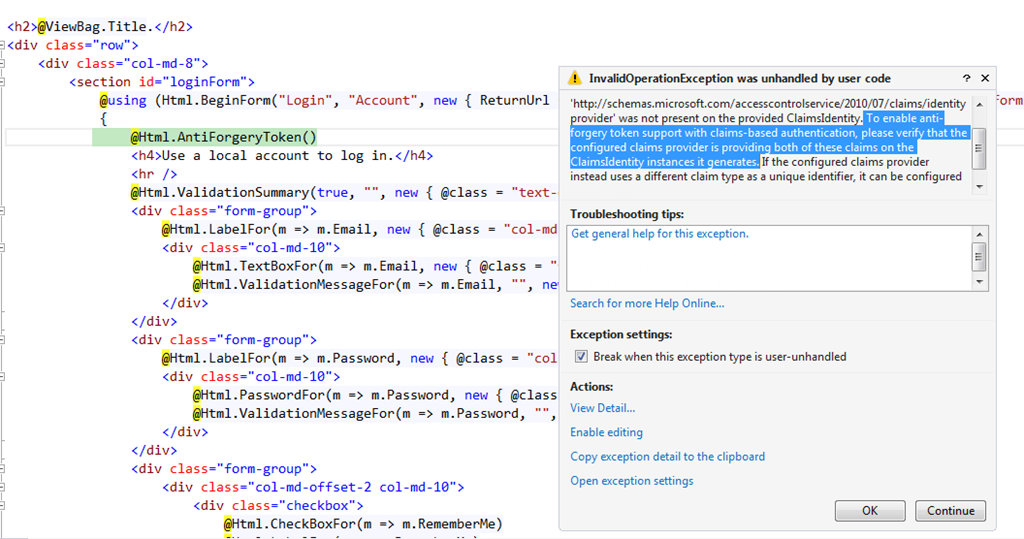 <h2>@ViewBag.Title.</h2>
<div class="row">
<div class="col-md-8">
<section id="loginForm">
@using (Html.BeginForm("Login", "Account", new { ReturnUrl
{
@Html.AntiForgeryToken()
<h4>Use a local account to log in.</h4>
<hr />
@Html.ValidationSummary(true, "", new { @class = "text-
<div class="form-group">
@Html.LabelFor(m => m.Email, new { @class = "col-md
<div class="col-md-10">
@Html.TextBoxFor(m => m.Email, new { @class = "
@Html.ValidationMessageFor(m => m.Email, "", ne
</div>
</div>
<div class="form-group">
@Html.LabelFor(m => m.Password, new { @class = "col
<div class="col-md-10">
@Html.PasswordFor(m => m.Password, new { @class
@Html.ValidationMessageFor(m => m.Password, "",
</div>
</div>
<div class="form-group">
<div class="col-md-offset-2 col-md-10">
<div class="checkbox">
@Html.CheckBoxFor(m => m.RememberMe)
Form
InvalidOperationException was unhandled by user code
'http://schemas.microsoft.com/accesscontrolservice/2010/07/claims/identity
provider' was not present on the provided ClaimsIdentity. To enable anti-
forgery token support with claims-based authentication, please verify that the
configured claims provider is providing both of these claims on the
ClaimsIdentity instances it generates. If the configured claims provider
instead uses a different claim type as a unique identifier, it can be configured
Troubleshooting tips:
Get general help for this exception.
Search for more Help Online...
Exception settings:
Break when this exception type is user-unhandled
Actions:
View Detail...
Enable editing
Copy exception detail to the clipboard
Open exception settings
OK
Continue